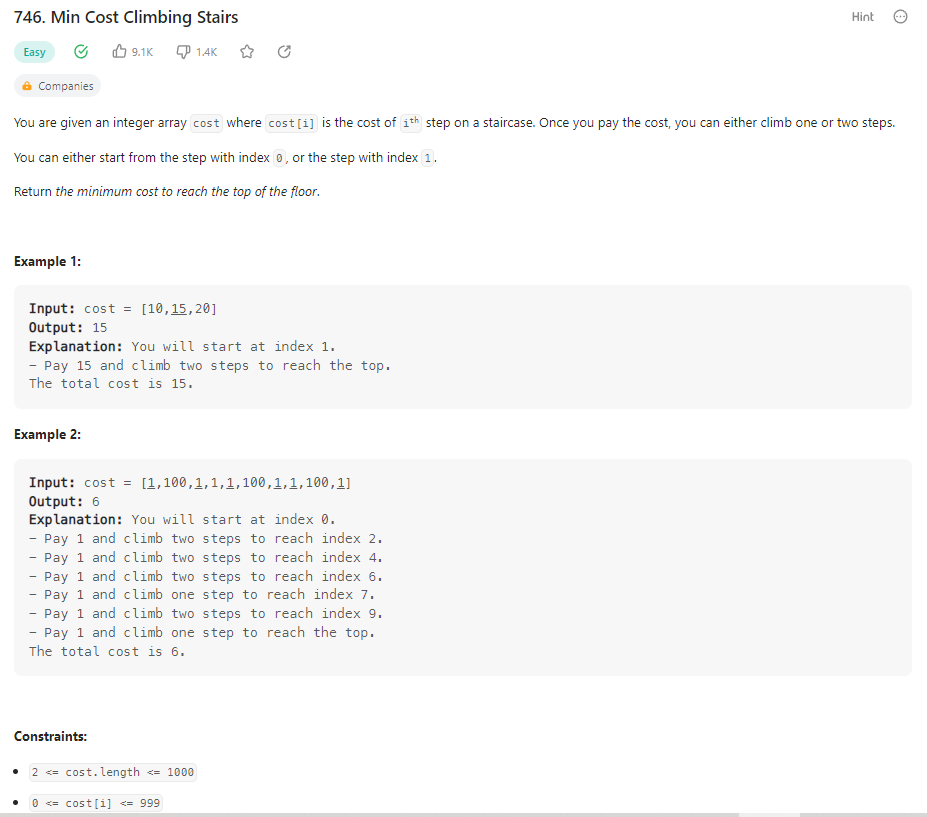 746. Min Cost Climbing Stairs
Hint
Easy
9.1K
1.4K
Companies
You are given an integer array cost where cost[i] is the cost of ith step on a staircase. Once you pay the cost, you can either climb one or two steps.
You can either start from the step with index 0, or the step with index 1.
Return the minimum cost to reach the top of the floor.
Example 1:
Input: cost = [10,15,20]
Output: 15
Explanation: You will start at index 1.
- Pay 15 and climb two steps to reach the top.
The total cost is 15.
Example 2:
Input: cost = [1,100,1,1,1,100,1,1,100,1]
Output: 6
Explanation: You will start at index 0.
- Pay 1 and climb two steps to reach index 2.
- Pay 1 and climb two steps to reach index 4.
- Pay 1 and climb two steps to reach index 6.
- Pay 1 and climb one step to reach index 7.
- Pay 1 and climb two steps to reach index 9.
- Pay 1 and climb one step to reach the top.
The total cost is 6.
Constraints:
• 2 <= cost.length <= 1000
• 0 <= cost[i] <= 999